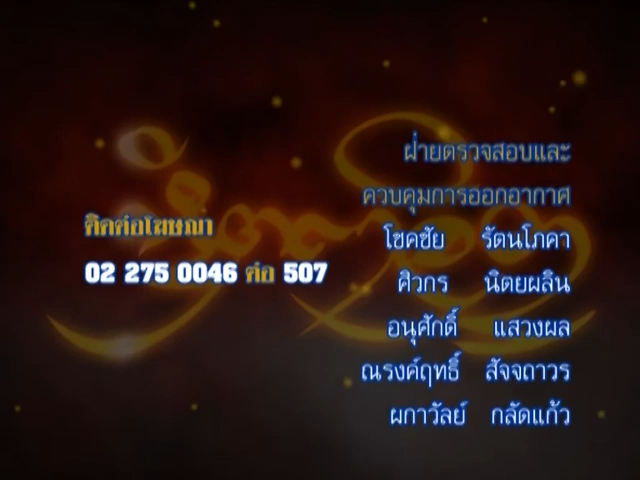 ติดต่อโฆษณา
02 275 0046 ต่อ 507
ฝ่ายตรวจสอบและ
ควบคุมการออกอากาศ
โชคชัย รัตนโภคา
ศิวกร นิตยผลิน
อนุศักดิ์ แสวงผล
ณรงค์ฤทธิ์ สัจจถาวร
ผกาวัลย์ กลัดแก้ว